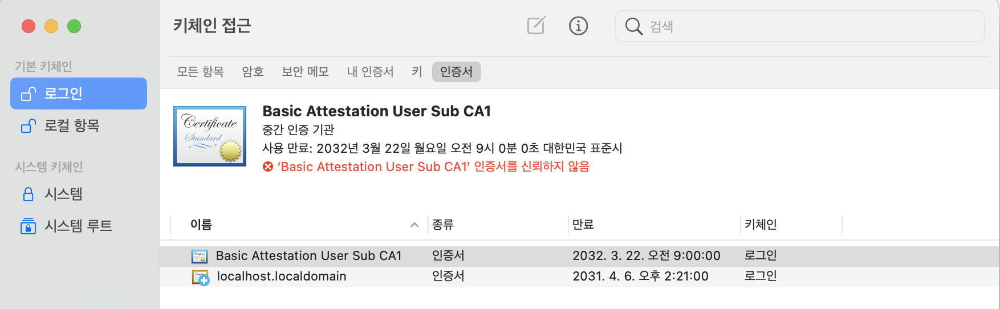 키체인 접근
검색
기본 키체인
로그인
로컬 항목
시스템 키체인
시스템
시스템 루트
모든 항목 암호 보안 메모 내 인증서 키 인증서
Certificate
Standard
Basic Attestation User Sub CA1
중간 인증 기관
사용 만료: 2032년 3월 22일 월요일 오전 9시 0분 0초 대한민국 표준시
‘Basic Attestation User Sub CA1’ 인증서를 신뢰하지 않음
이름 종류 만료 키체인
Basic Attestation User Sub CA1 인증서 2032. 3. 22. 오전 9:00:00 로그인
localhost.localdomain 인증서 2031. 4. 6. 오후 2:21:00 로그인